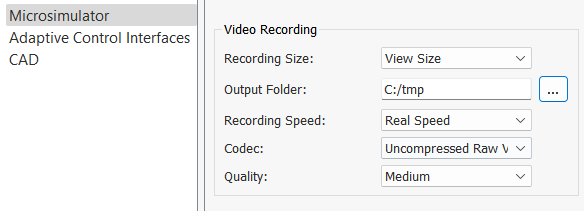 Microsimulator
Adaptive Control Interfaces
CAD
Video Recording
Recording Size: View Size
Output Folder: C:/tmp ...
Recording Speed: Real Speed
Codec: Uncompressed Raw V
Quality: Medium